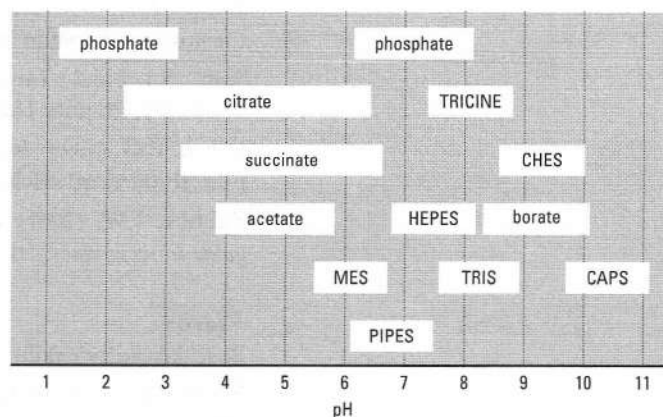 phosphate phosphate
citrate TRICINE
succinate CHES
acetate HEPES borate
MES TRIS CAPS
PIPES
1 2 3 4 5 6 7 8 9 10 11
pH